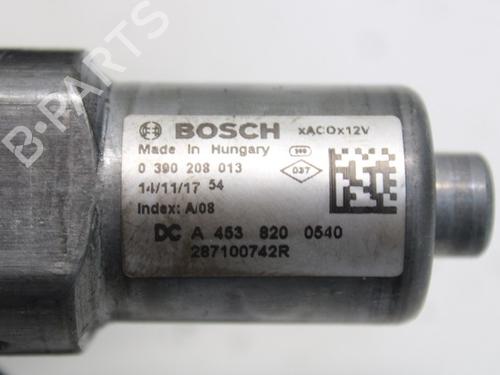 B-PARTS
BOSCH xACOx12V
Made In Hungary
0 390 208 013
037
14/11/17 54
Index: A/08
DC A 453 820 0540
287100742R